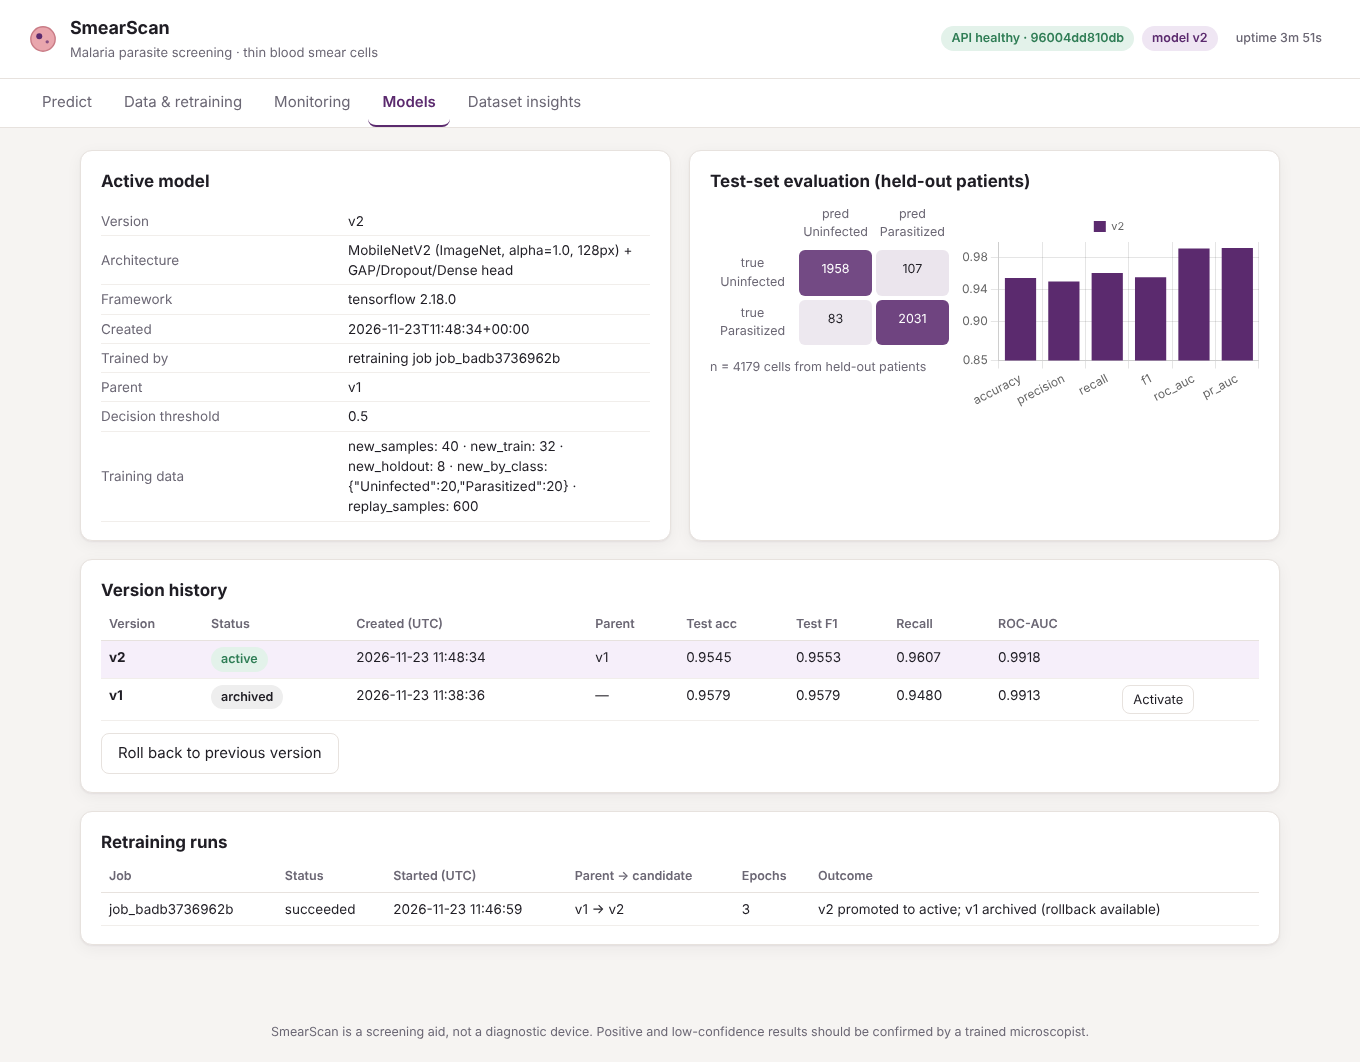 SmearScan
Malaria parasite screening · thin blood smear cells
API healthy · 96004dd810db
model v2
uptime 3m 51s
Predict
Data & retraining
Monitoring
Models
Dataset insights
Active model
Version
v2
Architecture
MobileNetV2 (ImageNet, alpha=1.0, 128px) +
GAP/Dropout/Dense head
Framework
tensorflow 2.18.0
Created
2026-11-23T11:48:34+00:00
Trained by
retraining job job_badb3736962b
Parent
v1
Decision threshold
0.5
Training data
new_samples: 40 · new_train: 32 ·
new_holdout: 8 · new_by_class:
{"Uninfected":20,"Parasitized":20} ·
replay_samples: 600
Test-set evaluation (held-out patients)
pred
Uninfected
pred
Parasitized
true
Uninfected
1958
107
true
Parasitized
83
2031
n = 4179 cells from held-out patients
v2
0.98
0.94
0.90
0.85
accuracy
precision
recall
f1
roc_auc
pr_auc
Version history
Version Status Created (UTC) Parent Test acc Test F1 Recall ROC-AUC
v2 active 2026-11-23 11:48:34 v1 0.9545 0.9553 0.9607 0.9918
v1 archived 2026-11-23 11:38:36 — 0.9579 0.9579 0.9480 0.9913 Activate
Roll back to previous version
Retraining runs
Job Status Started (UTC) Parent → candidate Epochs Outcome
job_badb3736962b succeeded 2026-11-23 11:46:59 v1 → v2 3 v2 promoted to active; v1 archived (rollback available)
SmearScan is a screening aid, not a diagnostic device. Positive and low-confidence results should be confirmed by a trained microscopist.